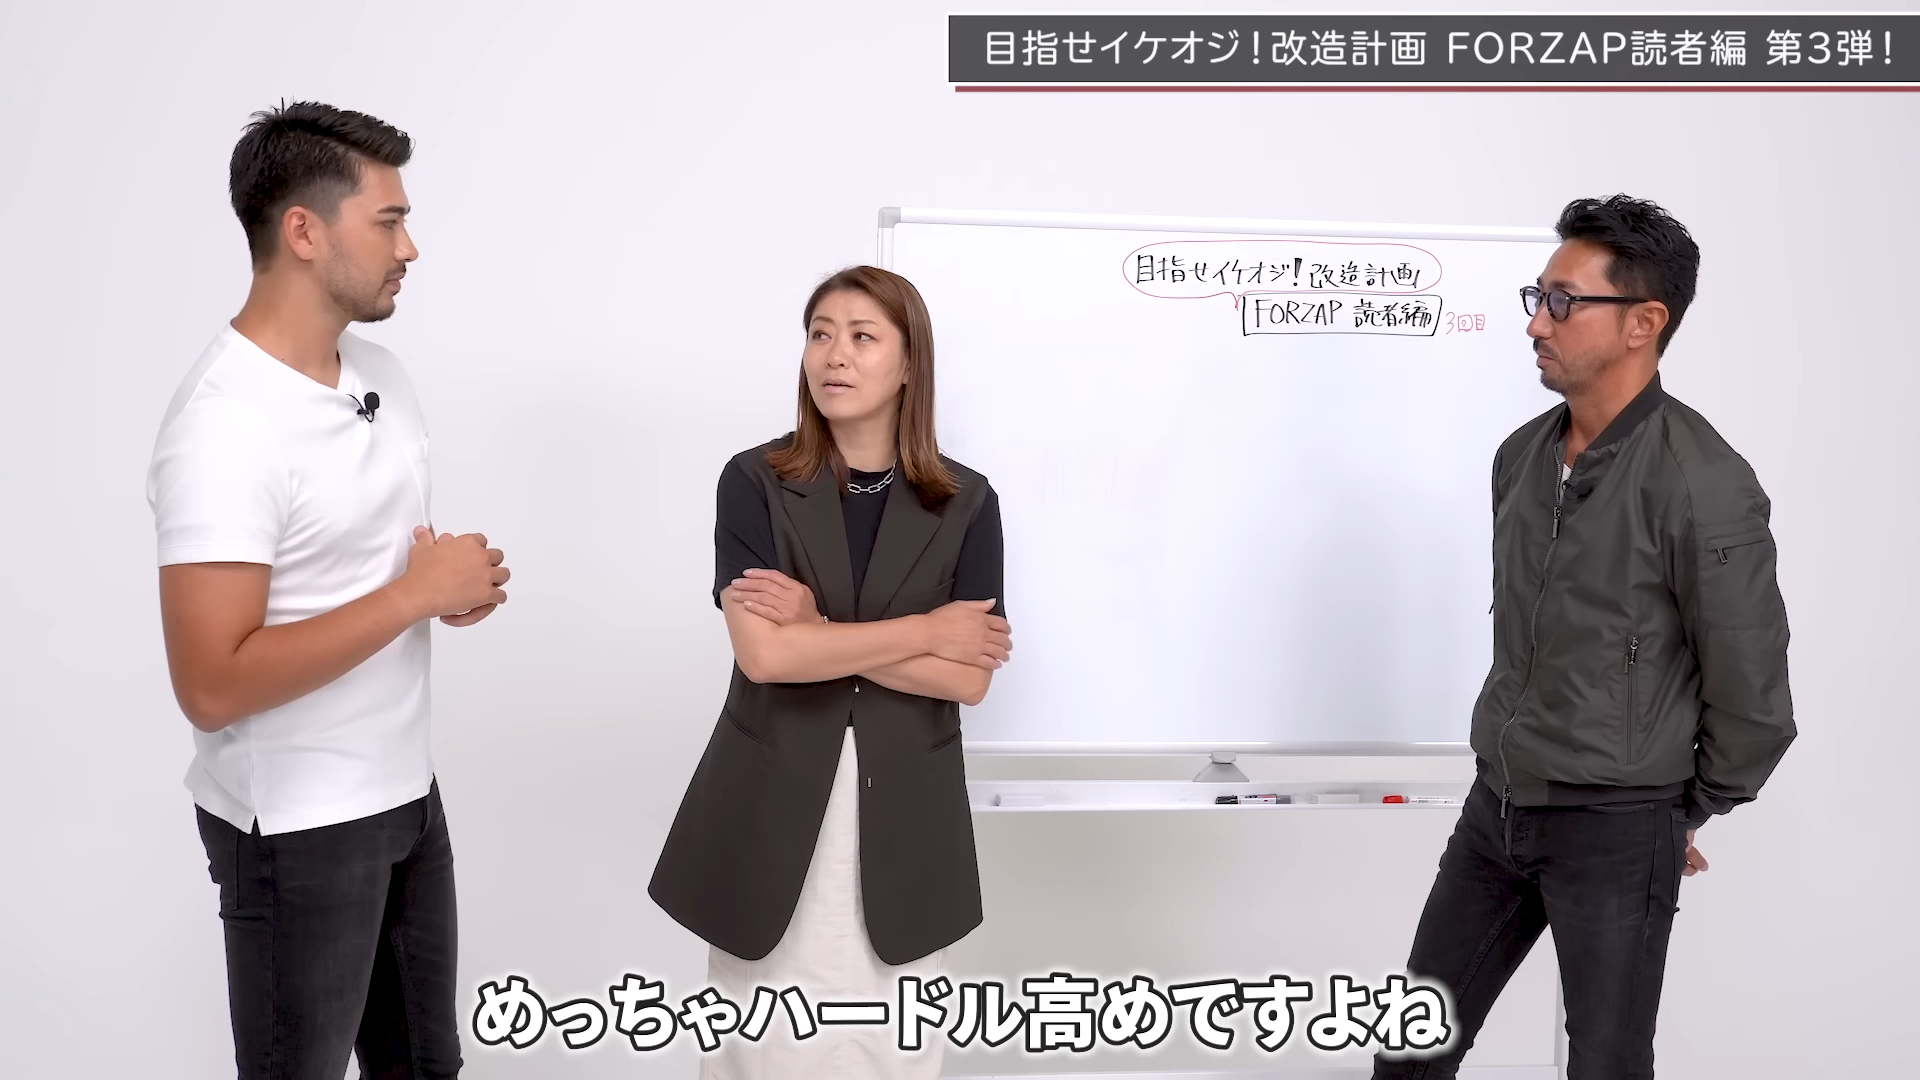 目指せイケオジ！改造計画 FORZAP読者編 第3弾！
目指せイケオジ！改造計画
FORZAP 読者編 3回目
めっちゃハードル高めですよね